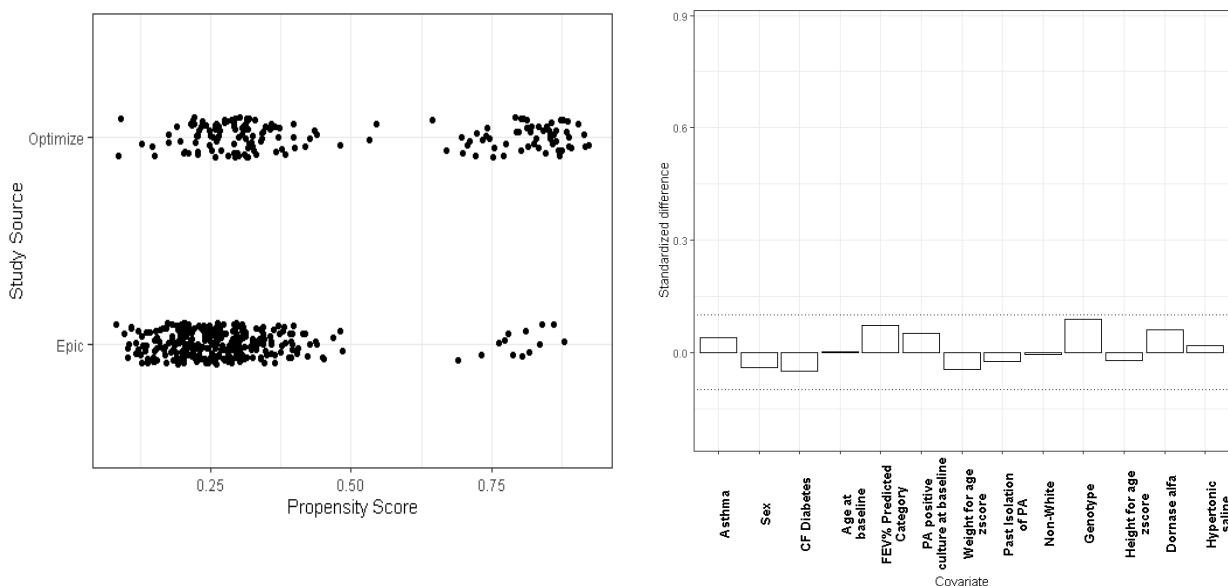 Study Source
Optimize
Epic
0.25
0.50
0.75
Propensity Score
Standardized difference
0.9
0.6
0.3
0.0
Asthma
Sex
CF Diabetes
Age at
baseline
FEV% Predicted
Category
PA positive
culture at baseline
Weight for age
zscore
Past Isolation
of PA
Non-White
Genotype
Height for age
zscore
Dornase alfa
Hypertonic
saline
Covariate